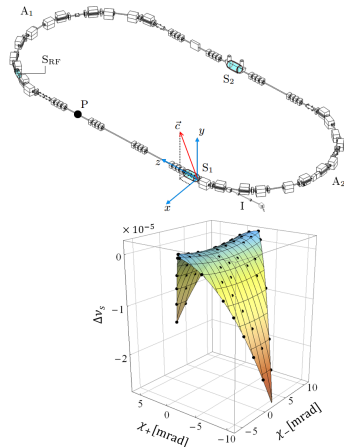 A₁
S_RF
S₂
P
c⃗
y
S₁
z
A₂
x
I
×10⁻⁵
0
−1
−2
Δν_s
5
0
−5
−10
χ₊[mrad]
−5
0
5
10
χ₋[mrad]